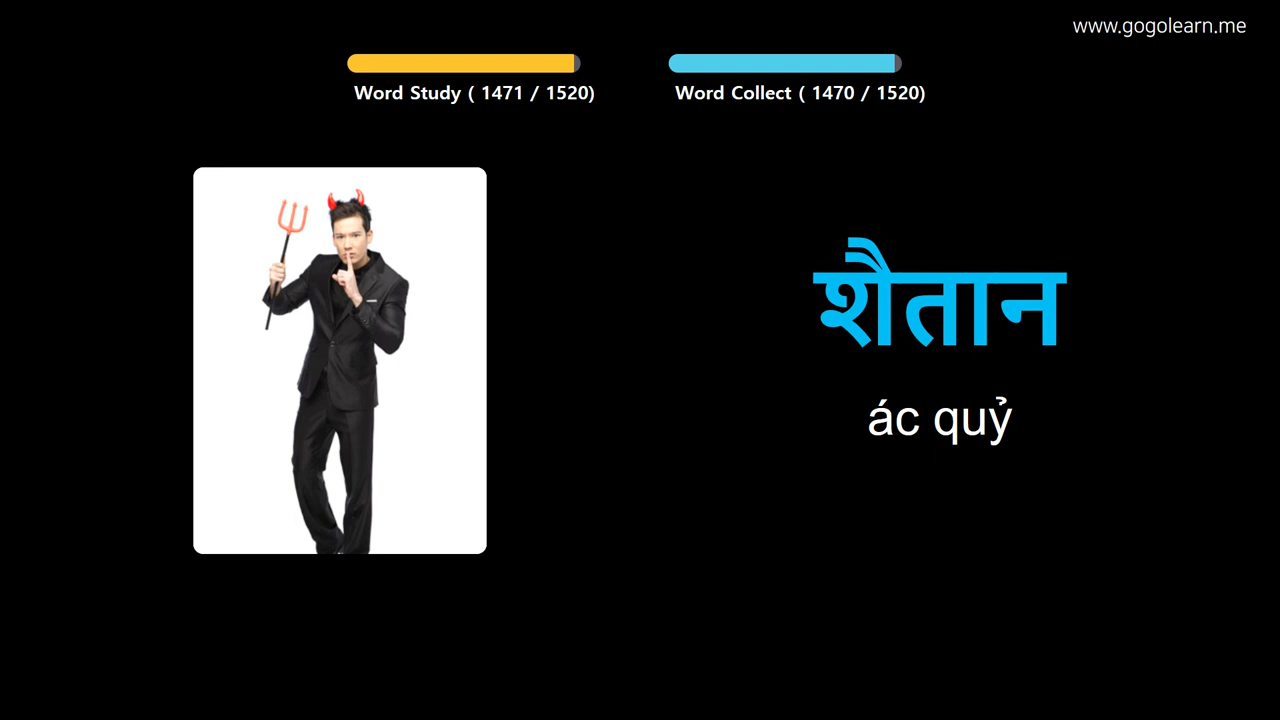 www.gogolearn.me
Word Study ( 1471 / 1520)
Word Collect ( 1470 / 1520)
शैतान
ác quỷ